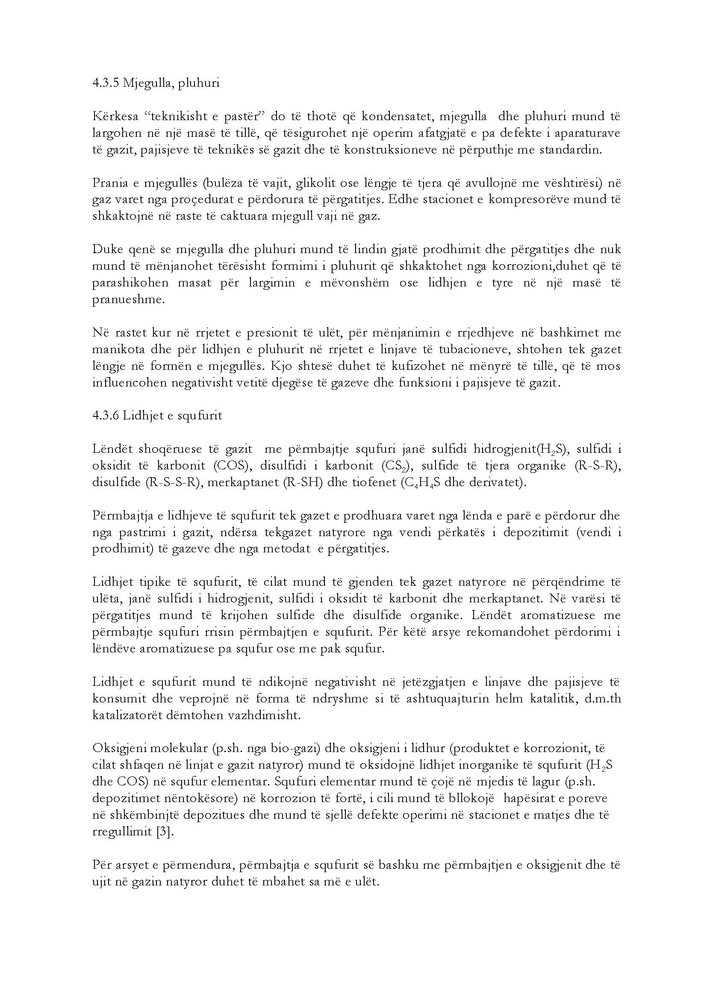 4.3.5 Mjegulla, pluhuri
Kërkesa “teknikisht e pastër” do të thotë që kondensatet, mjegulla  dhe pluhuri mund të
largohen në një masë të tillë, që tësigurohet një operim afatgjatë e pa defekte i aparaturave
të gazit, pajisjeve të teknikës së gazit dhe të konstruksioneve në përputhje me standardin.
Prania e mjegullës (bulëza të vajit, glikolit ose lëngje të tjera që avullojnë me vështirësi) në
gaz varet nga proçedurat e përdorura të përgatitjes. Edhe stacionet e kompresorëve mund të
shkaktojnë në raste të caktuara mjegull vaji në gaz.
Duke qenë se mjegulla dhe pluhuri mund të lindin gjatë prodhimit dhe përgatitjes dhe nuk
mund të mënjanohet tërësisht formimi i pluhurit që shkaktohet nga korrozioni,duhet që të
parashikohen masat për largimin e mëvonshëm ose lidhjen e tyre në një masë të
pranueshme.
Në rastet kur në rrjetet e presionit të ulët, për mënjanimin e rrjedhjeve në bashkimet me
manikota dhe për lidhjen e pluhurit në rrjetet e linjave të tubacioneve, shtohen tek gazet
lëngje në formën e mjegullës. Kjo shtesë duhet të kufizohet në mënyrë të tillë, që të mos
influencohen negativisht vetitë djegëse të gazeve dhe funksioni i pajisjeve të gazit.
4.3.6 Lidhjet e squfurit
Lëndët shoqëruese të gazit  me përmbajtje squfuri janë sulfidi hidrogjenit(H₂S), sulfidi i
oksidit të karbonit (COS), disulfidi i karbonit (CS₂), sulfide të tjera organike (R-S-R),
disulfide (R-S-S-R), merkaptanet (R-SH) dhe tiofenet (C₄H₄S dhe derivatet).
Përmbajtja e lidhjeve të squfurit tek gazet e prodhuara varet nga lënda e parë e përdorur dhe
nga pastrimi i gazit, ndërsa tekgazet natyrore nga vendi përkatës i depozitimit (vendi i
prodhimit) të gazeve dhe nga metodat  e përgatitjes.
Lidhjet tipike të squfurit, të cilat mund të gjenden tek gazet natyrore në përqëndrime të
ulëta, janë sulfidi i hidrogjenit, sulfidi i oksidit të karbonit dhe merkaptanet. Në varësi të
përgatitjes mund të krijohen sulfide dhe disulfide organike. Lëndët aromatizuese me
përmbajtje squfuri rrisin përmbajtjen e squfurit. Për këtë arsye rekomandohet përdorimi i
lëndëve aromatizuese pa squfur ose me pak squfur.
Lidhjet e squfurit mund të ndikojnë negativisht në jetëzgjatjen e linjave dhe pajisjeve të
konsumit dhe veprojnë në forma të ndryshme si të ashtuquajturin helm katalitik, d.m.th
katalizatorët dëmtohen vazhdimisht.
Oksigjeni molekular (p.sh. nga bio-gazi) dhe oksigjeni i lidhur (produktet e korrozionit, të
cilat shfaqen në linjat e gazit natyror) mund të oksidojnë lidhjet inorganike të squfurit (H₂S
dhe COS) në squfur elementar. Squfuri elementar mund të çojë në mjedis të lagur (p.sh.
depozitimet nëntokësore) në korrozion të fortë, i cili mund të bllokojë  hapësirat e poreve
në shkëmbinjtë depozitues dhe mund të sjellë defekte operimi në stacionet e matjes dhe të
rregullimit [3].
Për arsyet e përmendura, përmbajtja e squfurit së bashku me përmbajtjen e oksigjenit dhe të
ujit në gazin natyror duhet të mbahet sa më e ulët.